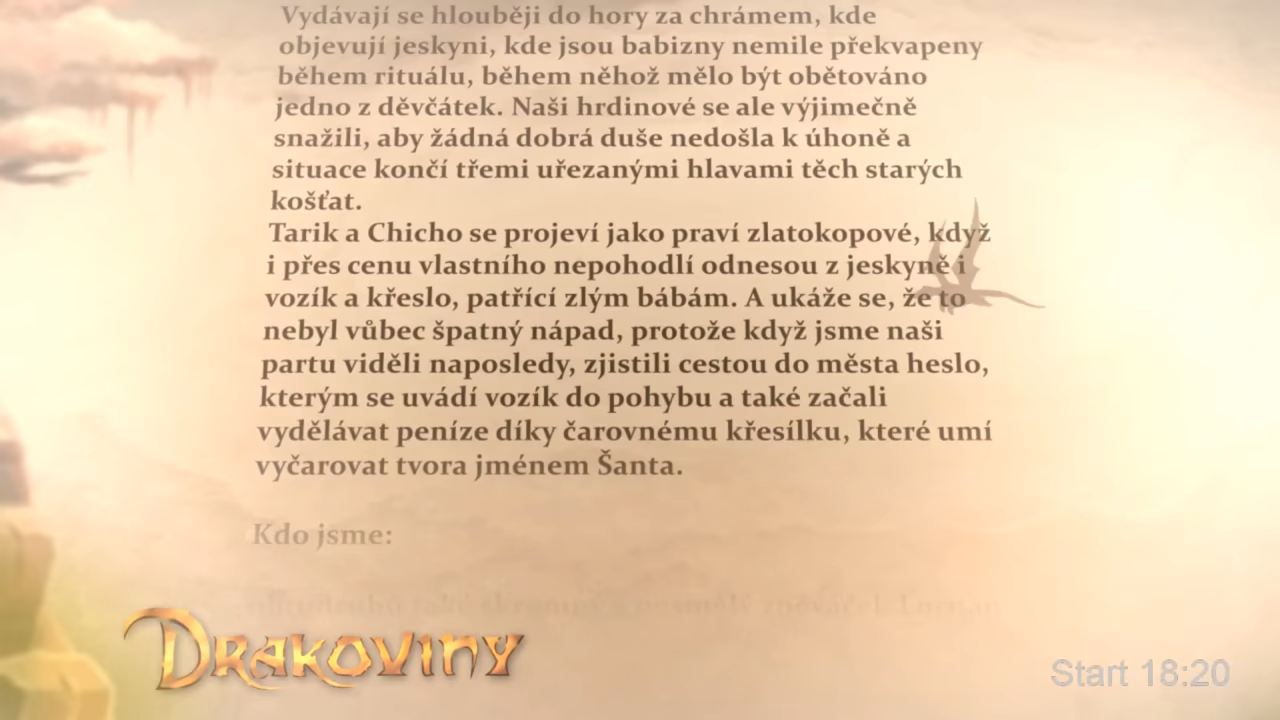 Vydávají se hlouběji do hory za chrámem, kde
objevují jeskyni, kde jsou babizny nemile překvapeny
během rituálu, během něhož mělo být obětováno
jedno z děvčátek. Naši hrdinové se ale výjimečně
snažili, aby žádná dobrá duše nedošla k úhoně a
situace končí třemi uřezanými hlavami těch starých
košťat.
Tarik a Chicho se projeví jako praví zlatokopové, když
i přes cenu vlastního nepohodlí odnesou z jeskyně i
vozík a křeslo, patřící zlým bábám. A ukáže se, že to
nebyl vůbec špatný nápad, protože když jsme naši
partu viděli naposledy, zjistili cestou do města heslo,
kterým se uvádí vozík do pohybu a také začali
vydělávat peníze díky čarovnému křesílku, které umí
vyčarovat tvora jménem Šanta.
Kdo jsme:
také
Drakoviny
Start 18:20